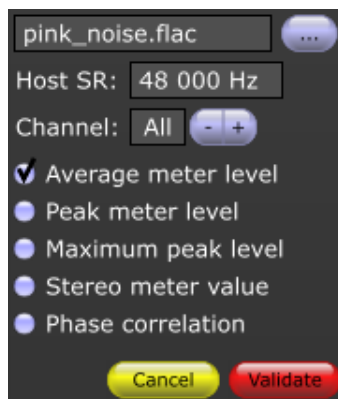 pink_noise.flac ...
Host SR: 48 000 Hz
Channel: All - +
Average meter level
Peak meter level
Maximum peak level
Stereo meter value
Phase correlation
Cancel Validate